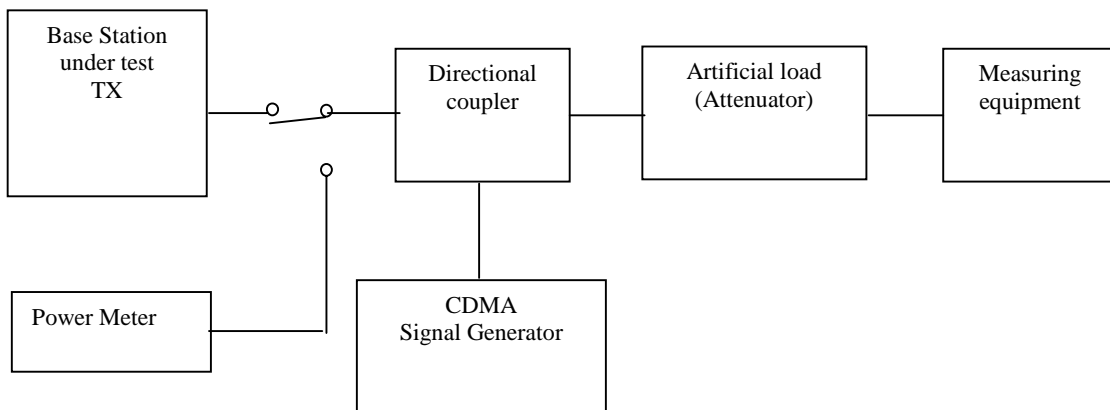 Base Station
under test
TX
Directional
coupler
Artificial load
(Attenuator)
Measuring
equipment
Power Meter
CDMA
Signal Generator